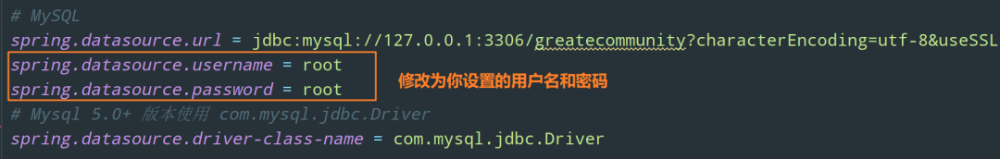 # MySQL
spring.datasource.url = jdbc:mysql://127.0.0.1:3306/greatecommunity?characterEncoding=utf-8&useSSL
spring.datasource.username = root
修改为你设置的用户名和密码
spring.datasource.password = root
# Mysql 5.0+ 版本使用 com.mysql.jdbc.Driver
spring.datasource.driver-class-name = com.mysql.jdbc.Driver